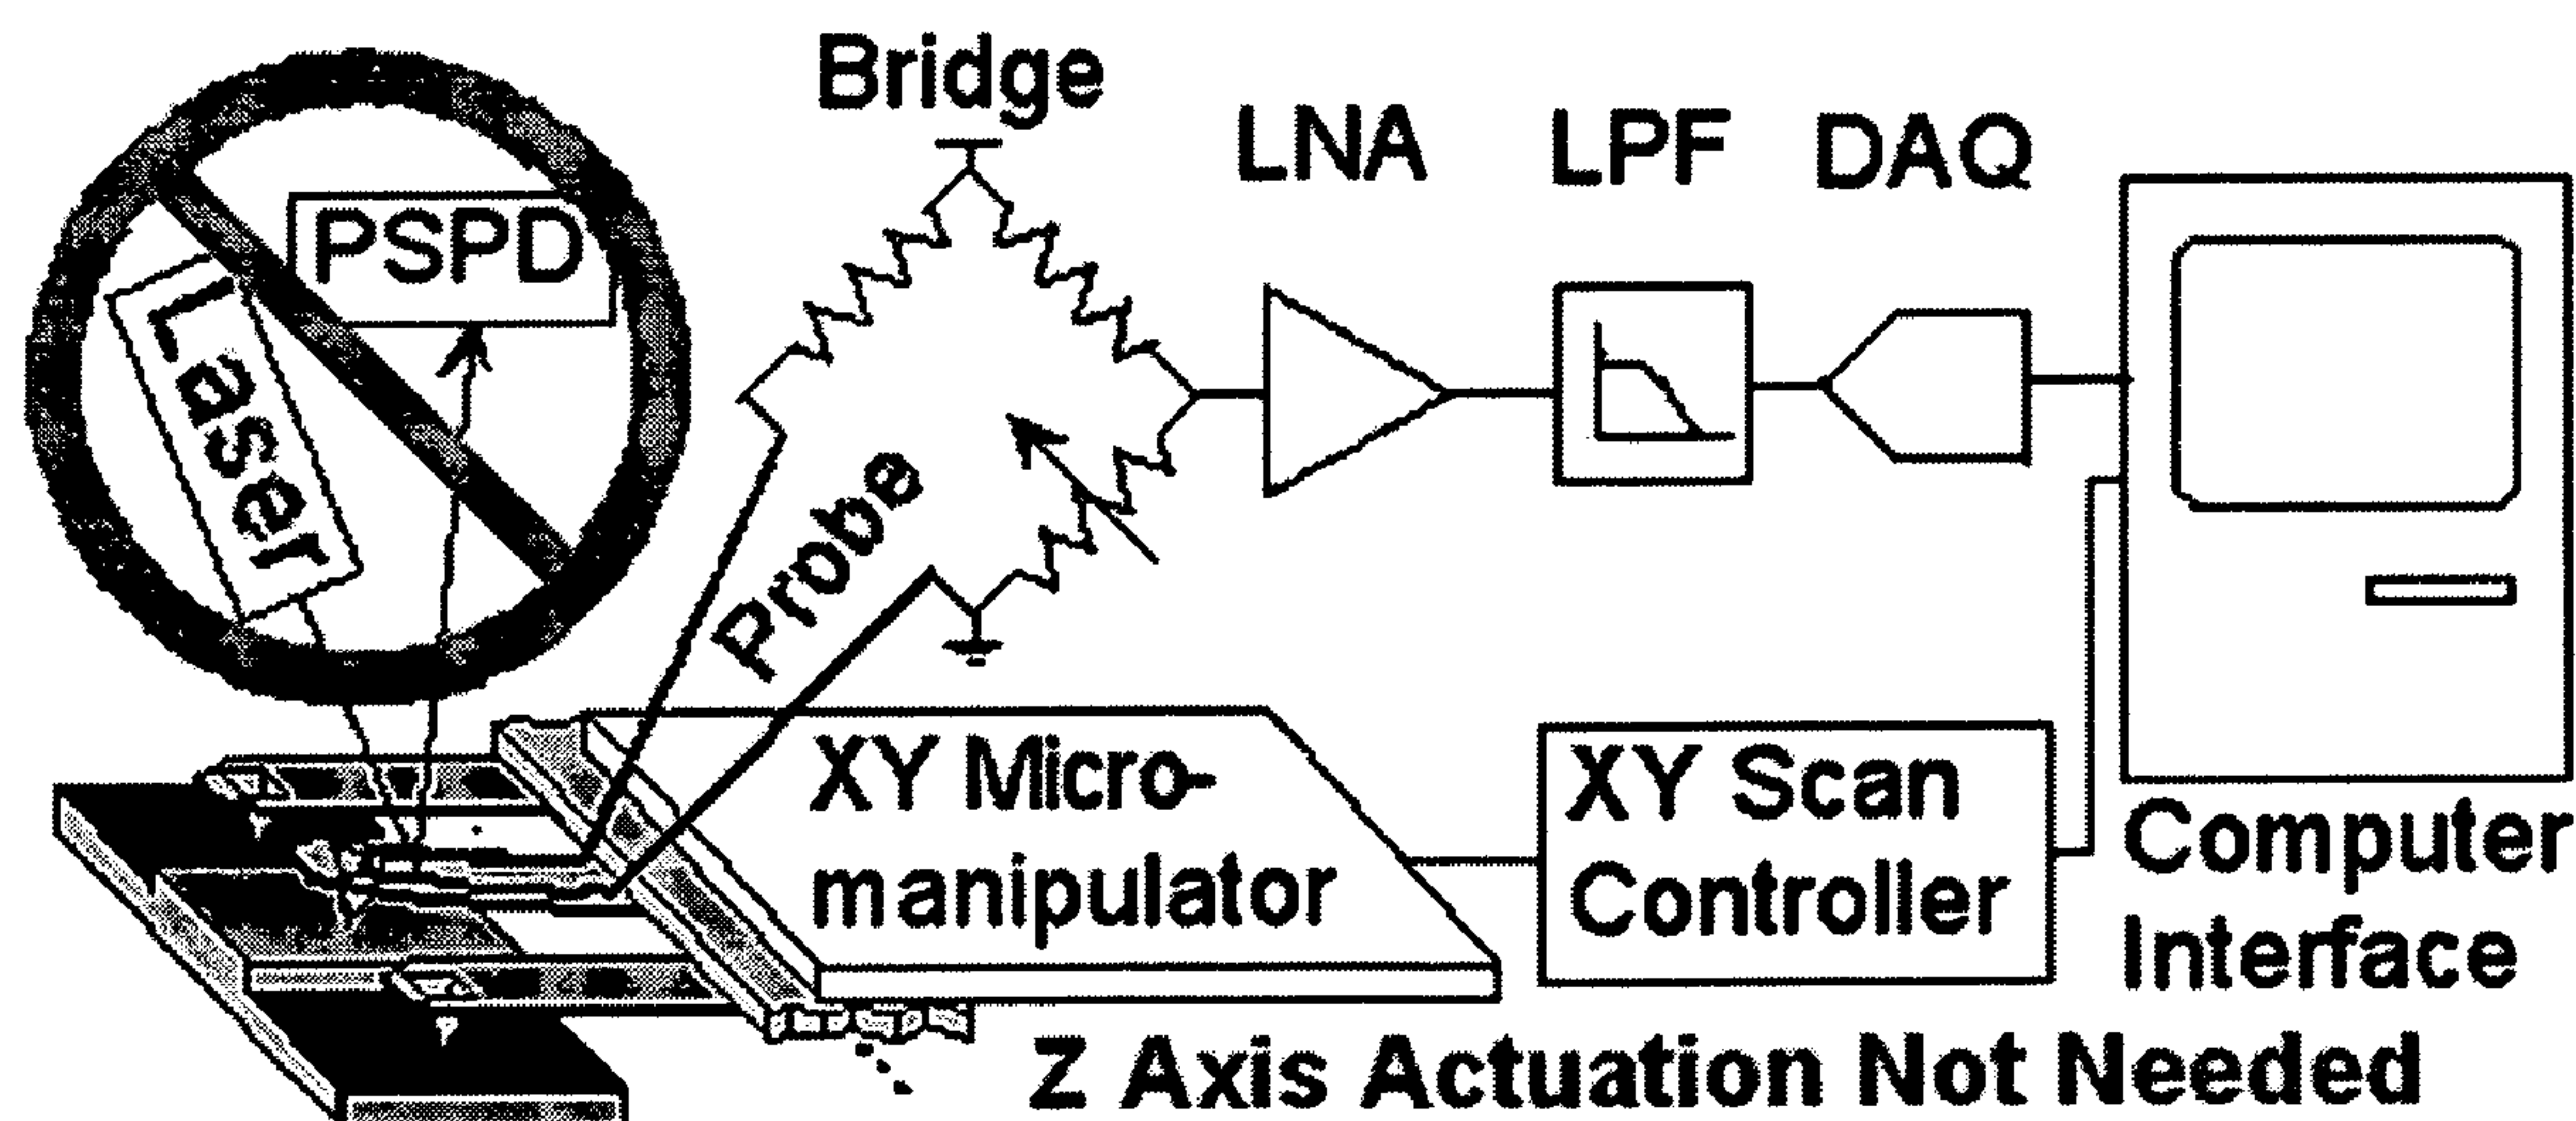 Bridge
LNA
LPF
DAQ
PSPD
Laser
Probe
XY Micro-
manipulator
XY Scan
Controller
Computer
Interface
Z Axis Actuation Not Needed